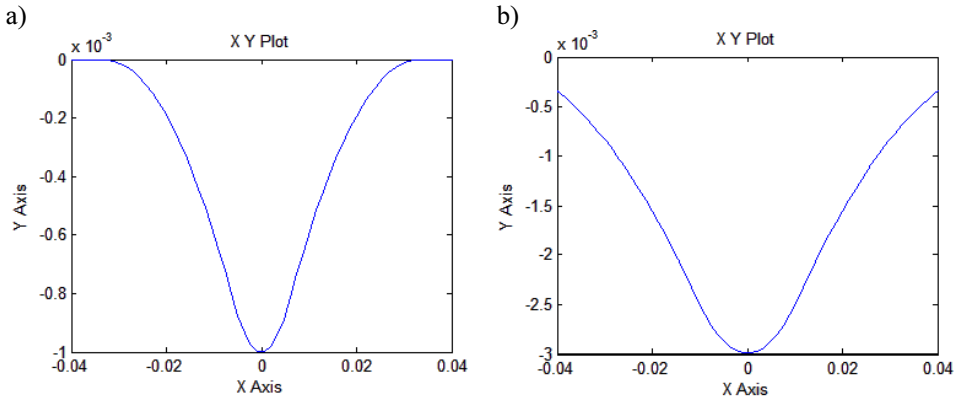 a)
X Y Plot
x 10-3
0
-0.2
-0.4
-0.6
-0.8
-1
Y Axis
-0.04 -0.02 0 0.02 0.04
X Axis
b)
X Y Plot
x 10-3
0
-0.5
-1
-1.5
-2
-2.5
-3
Y Axis
-0.04 -0.02 0 0.02 0.04
X Axis